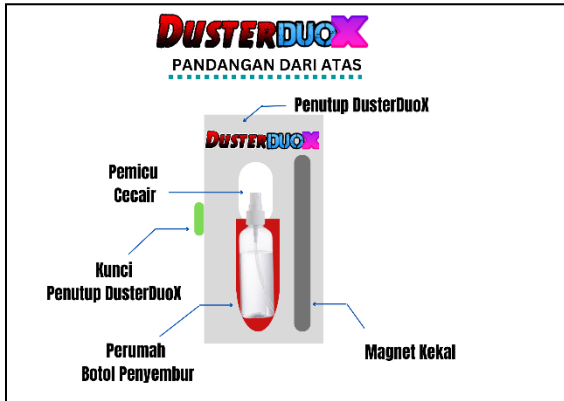 DUSTERDUOX
PANDANGAN DARI ATAS
Penutup DusterDuoX
DUSTERDUOX
Pemicu
Cecair
Kunci
Penutup DusterDuoX
Perumah
Botol Penyembur
Magnet Kekal